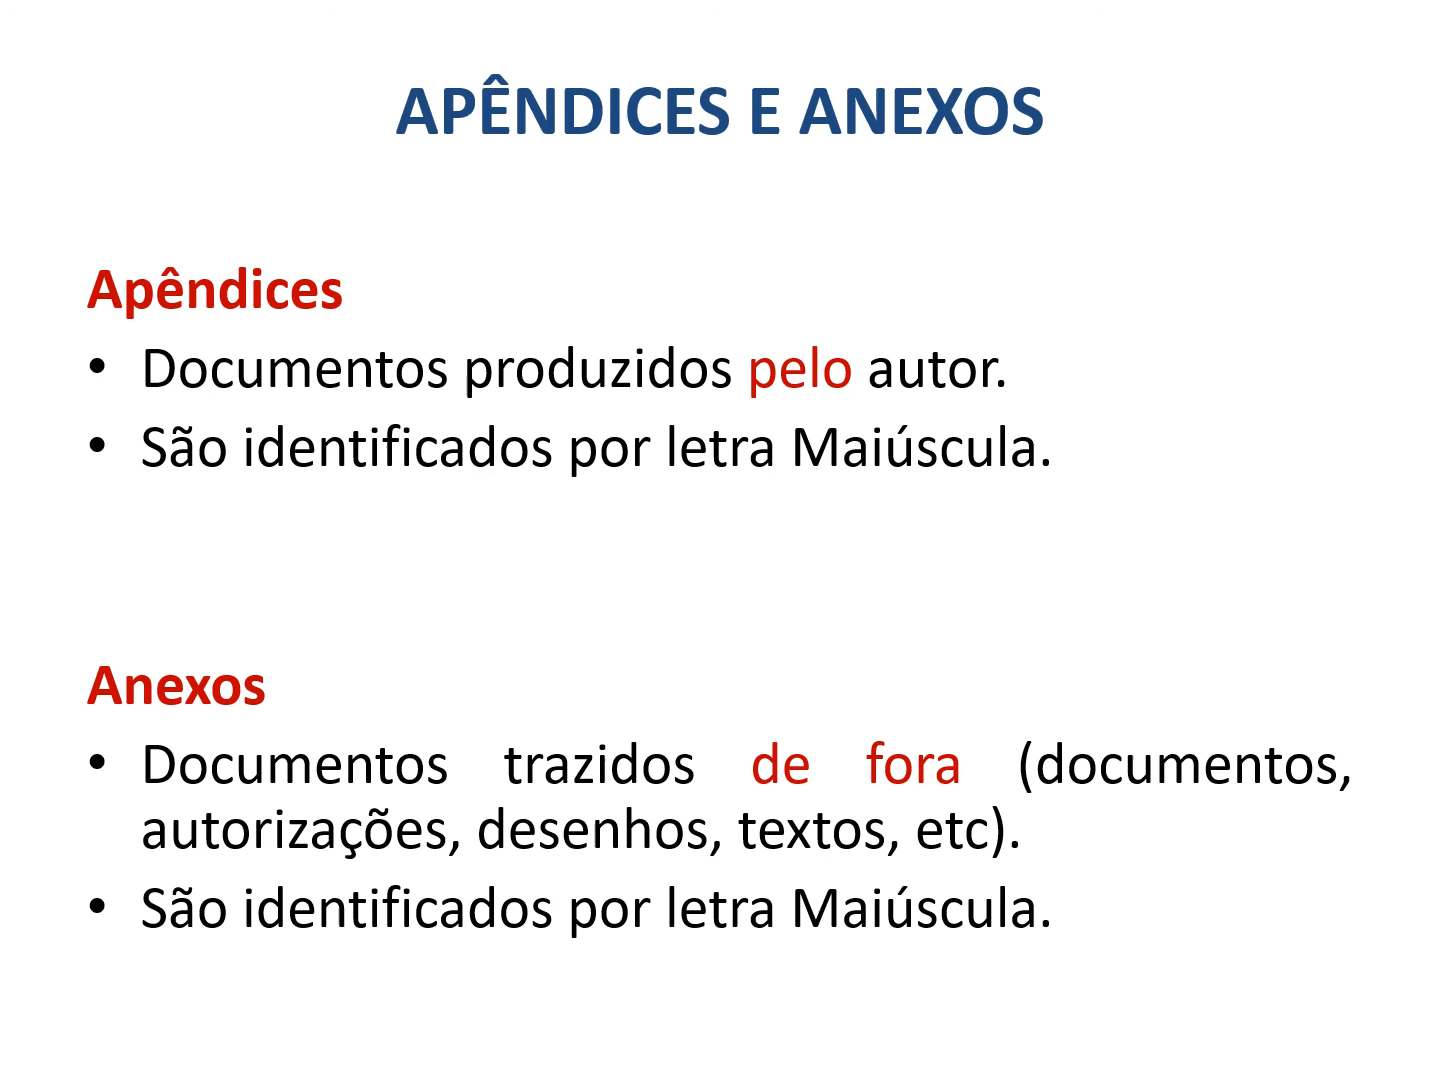 APÊNDICES E ANEXOS
Apêndices
• Documentos produzidos pelo autor.
• São identificados por letra Maiúscula.
Anexos
• Documentos trazidos de fora (documentos,
autorizações, desenhos, textos, etc).
• São identificados por letra Maiúscula.